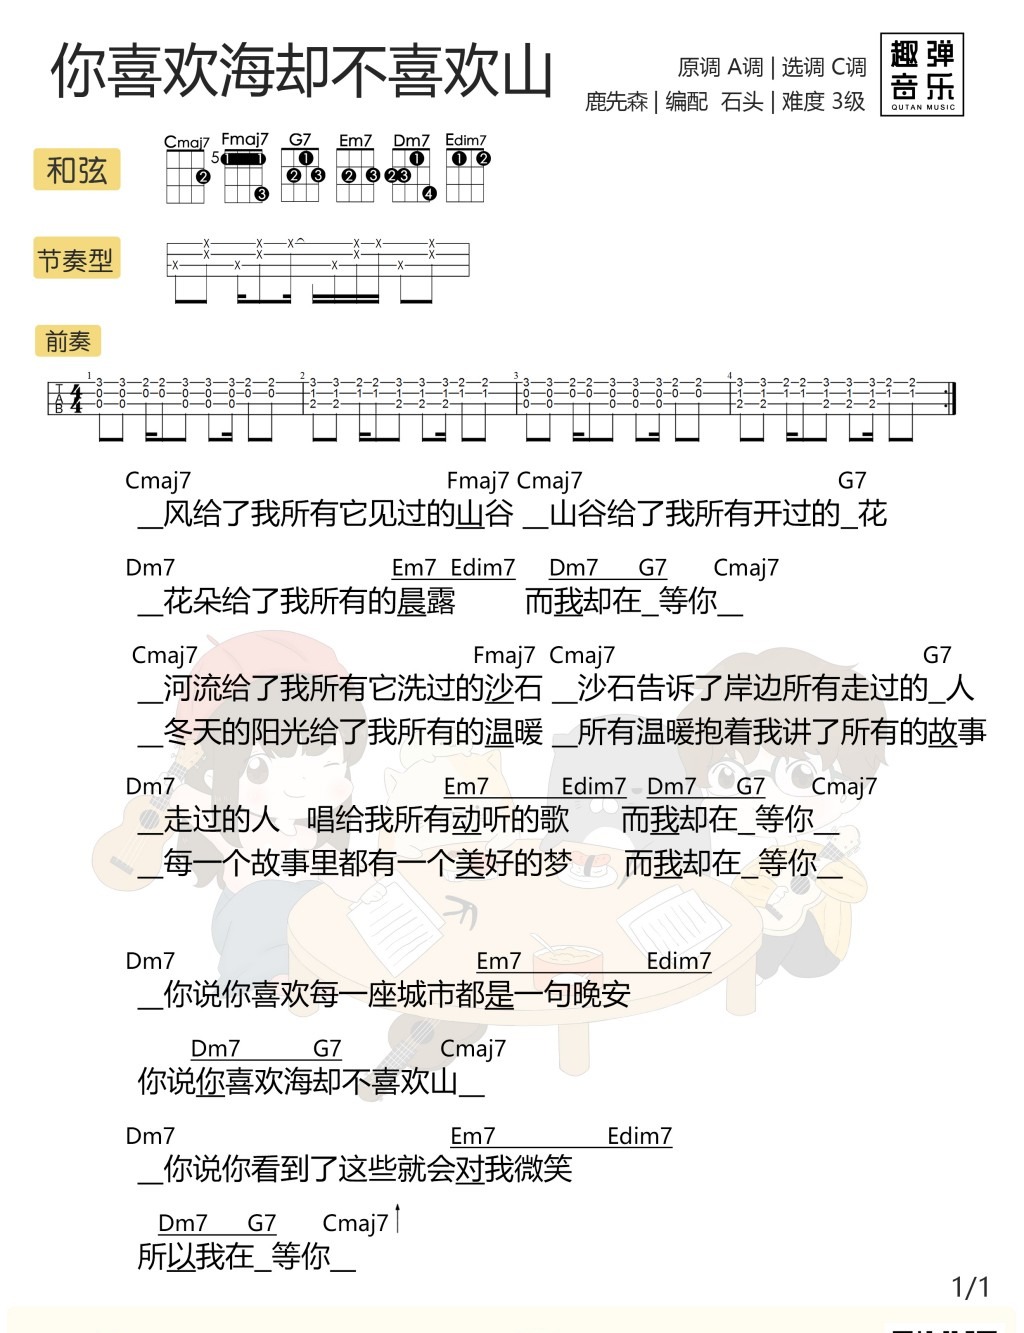 你喜欢海却不喜欢山
原调 A调 | 选调 C调
鹿先森 | 编配 石头 | 难度 3级
趣弹
音乐
QUTAN MUSIC
和弦
Cmaj7 Fmaj7 G7 Em7 Dm7 Edim7
5
节奏型
前奏
Cmaj7 Fmaj7 Cmaj7 G7
__风给了我所有它见过的山谷 __山谷给了我所有开过的_花
Dm7 Em7 Edim7 Dm7 G7 Cmaj7
__花朵给了我所有的晨露 而我却在_等你__
Cmaj7 Fmaj7 Cmaj7 G7
__河流给了我所有它洗过的沙石 __沙石告诉了岸边所有走过的_人
__冬天的阳光给了我所有的温暖 __所有温暖抱着我讲了所有的故事
Dm7 Em7 Edim7 Dm7 G7 Cmaj7
__走过的人 唱给我所有动听的歌 而我却在_等你__
__每一个故事里都有一个美好的梦 而我却在_等你__
Dm7 Em7 Edim7
__你说你喜欢每一座城市都是一句晚安
Dm7 G7 Cmaj7
你说你喜欢海却不喜欢山__
Dm7 Em7 Edim7
__你说你看到了这些就会对我微笑
Dm7 G7 Cmaj7
所以我在_等你__
1/1